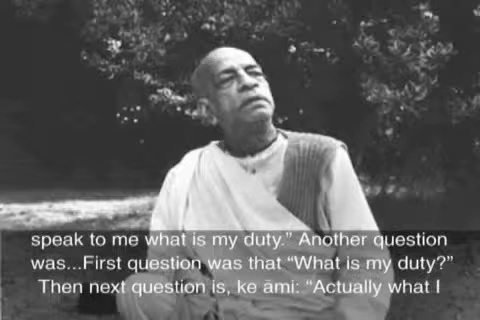 speak to me what is my duty.” Another question
was...First question was that “What is my duty?”
Then next question is, ke āmi: “Actually what I